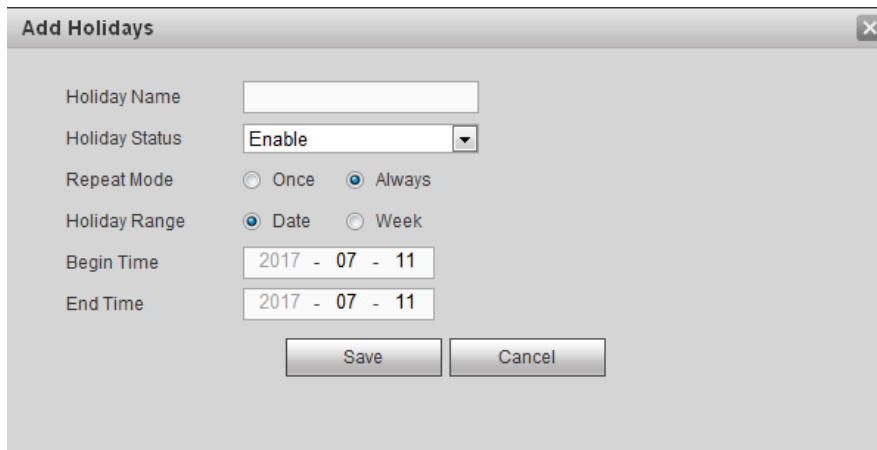 Add Holidays
Holiday Name
Holiday Status Enable
Repeat Mode Once Always
Holiday Range Date Week
Begin Time 2017 - 07 - 11
End Time 2017 - 07 - 11
Save Cancel